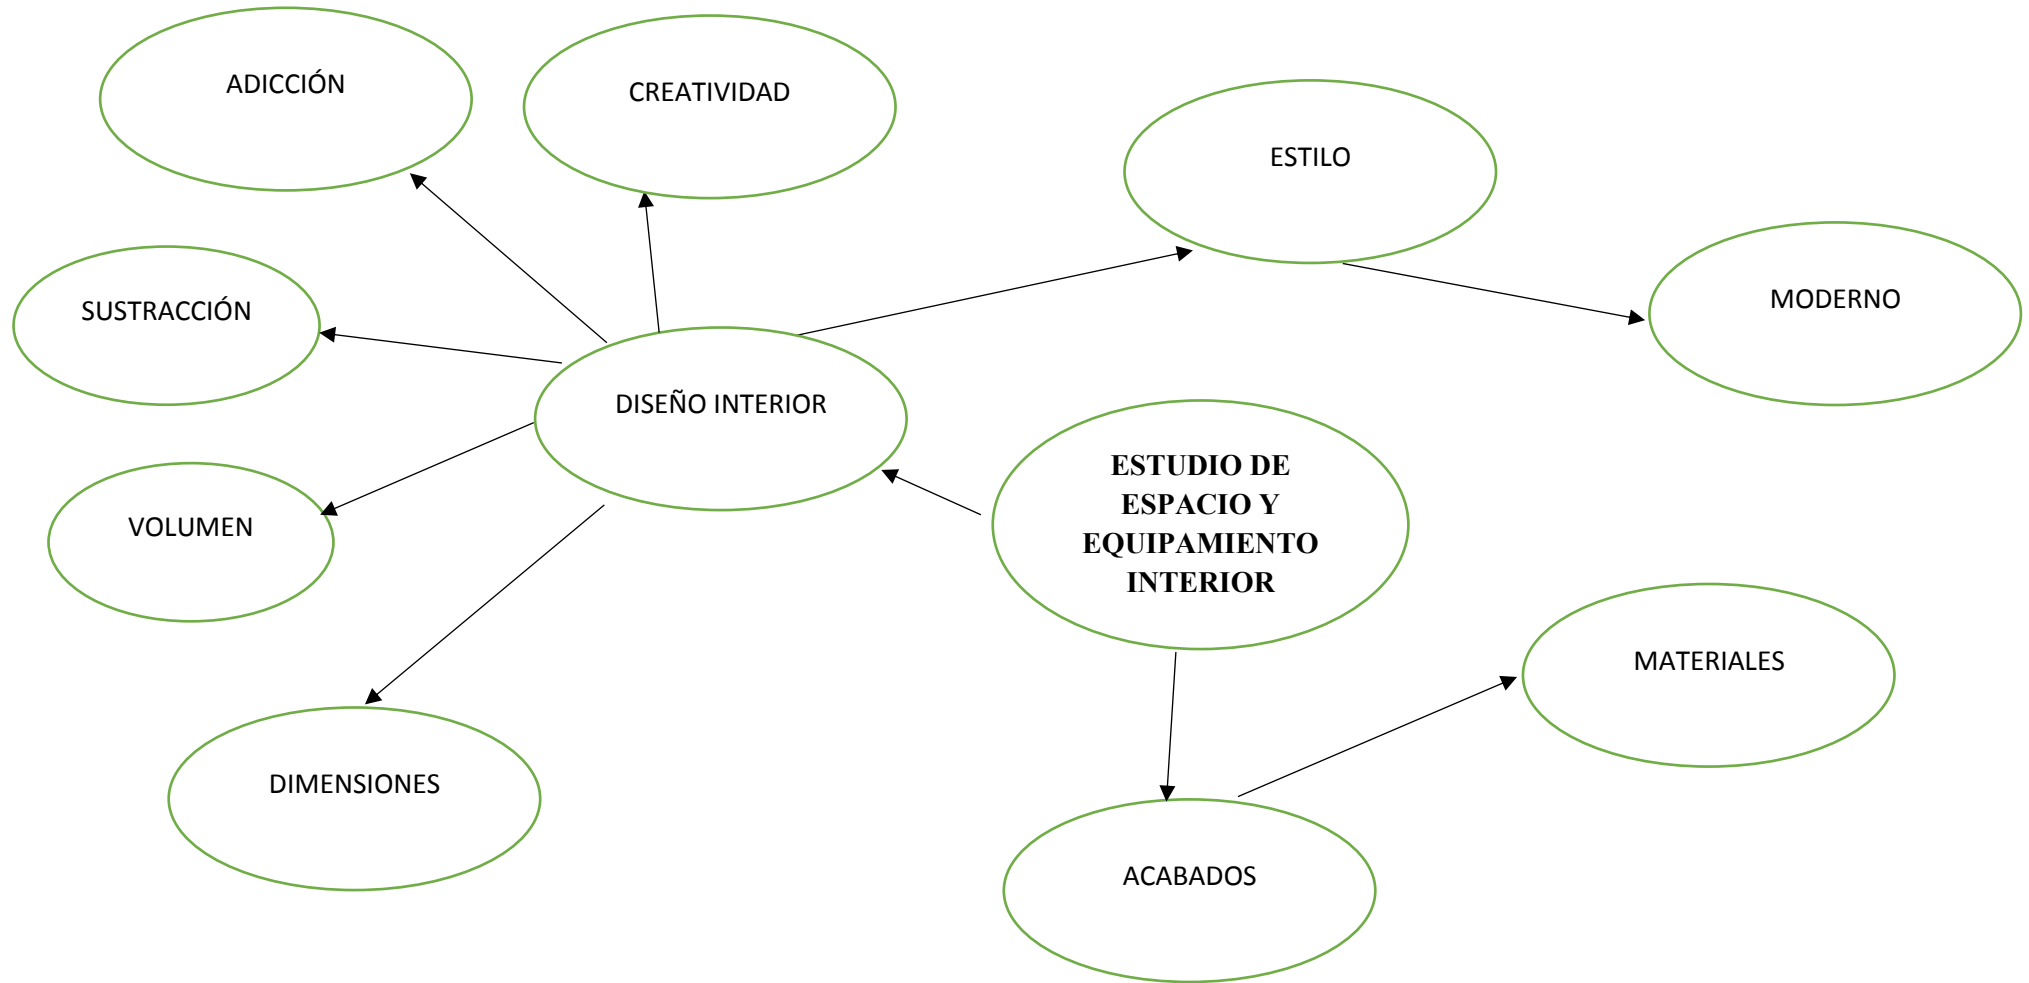 ADICCIÓN
CREATIVIDAD
ESTILO
MODERNO
SUSTRACCIÓN
DISEÑO INTERIOR
VOLUMEN
ESTUDIO DE
ESPACIO Y
EQUIPAMIENTO
INTERIOR
MATERIALES
DIMENSIONES
ACABADOS